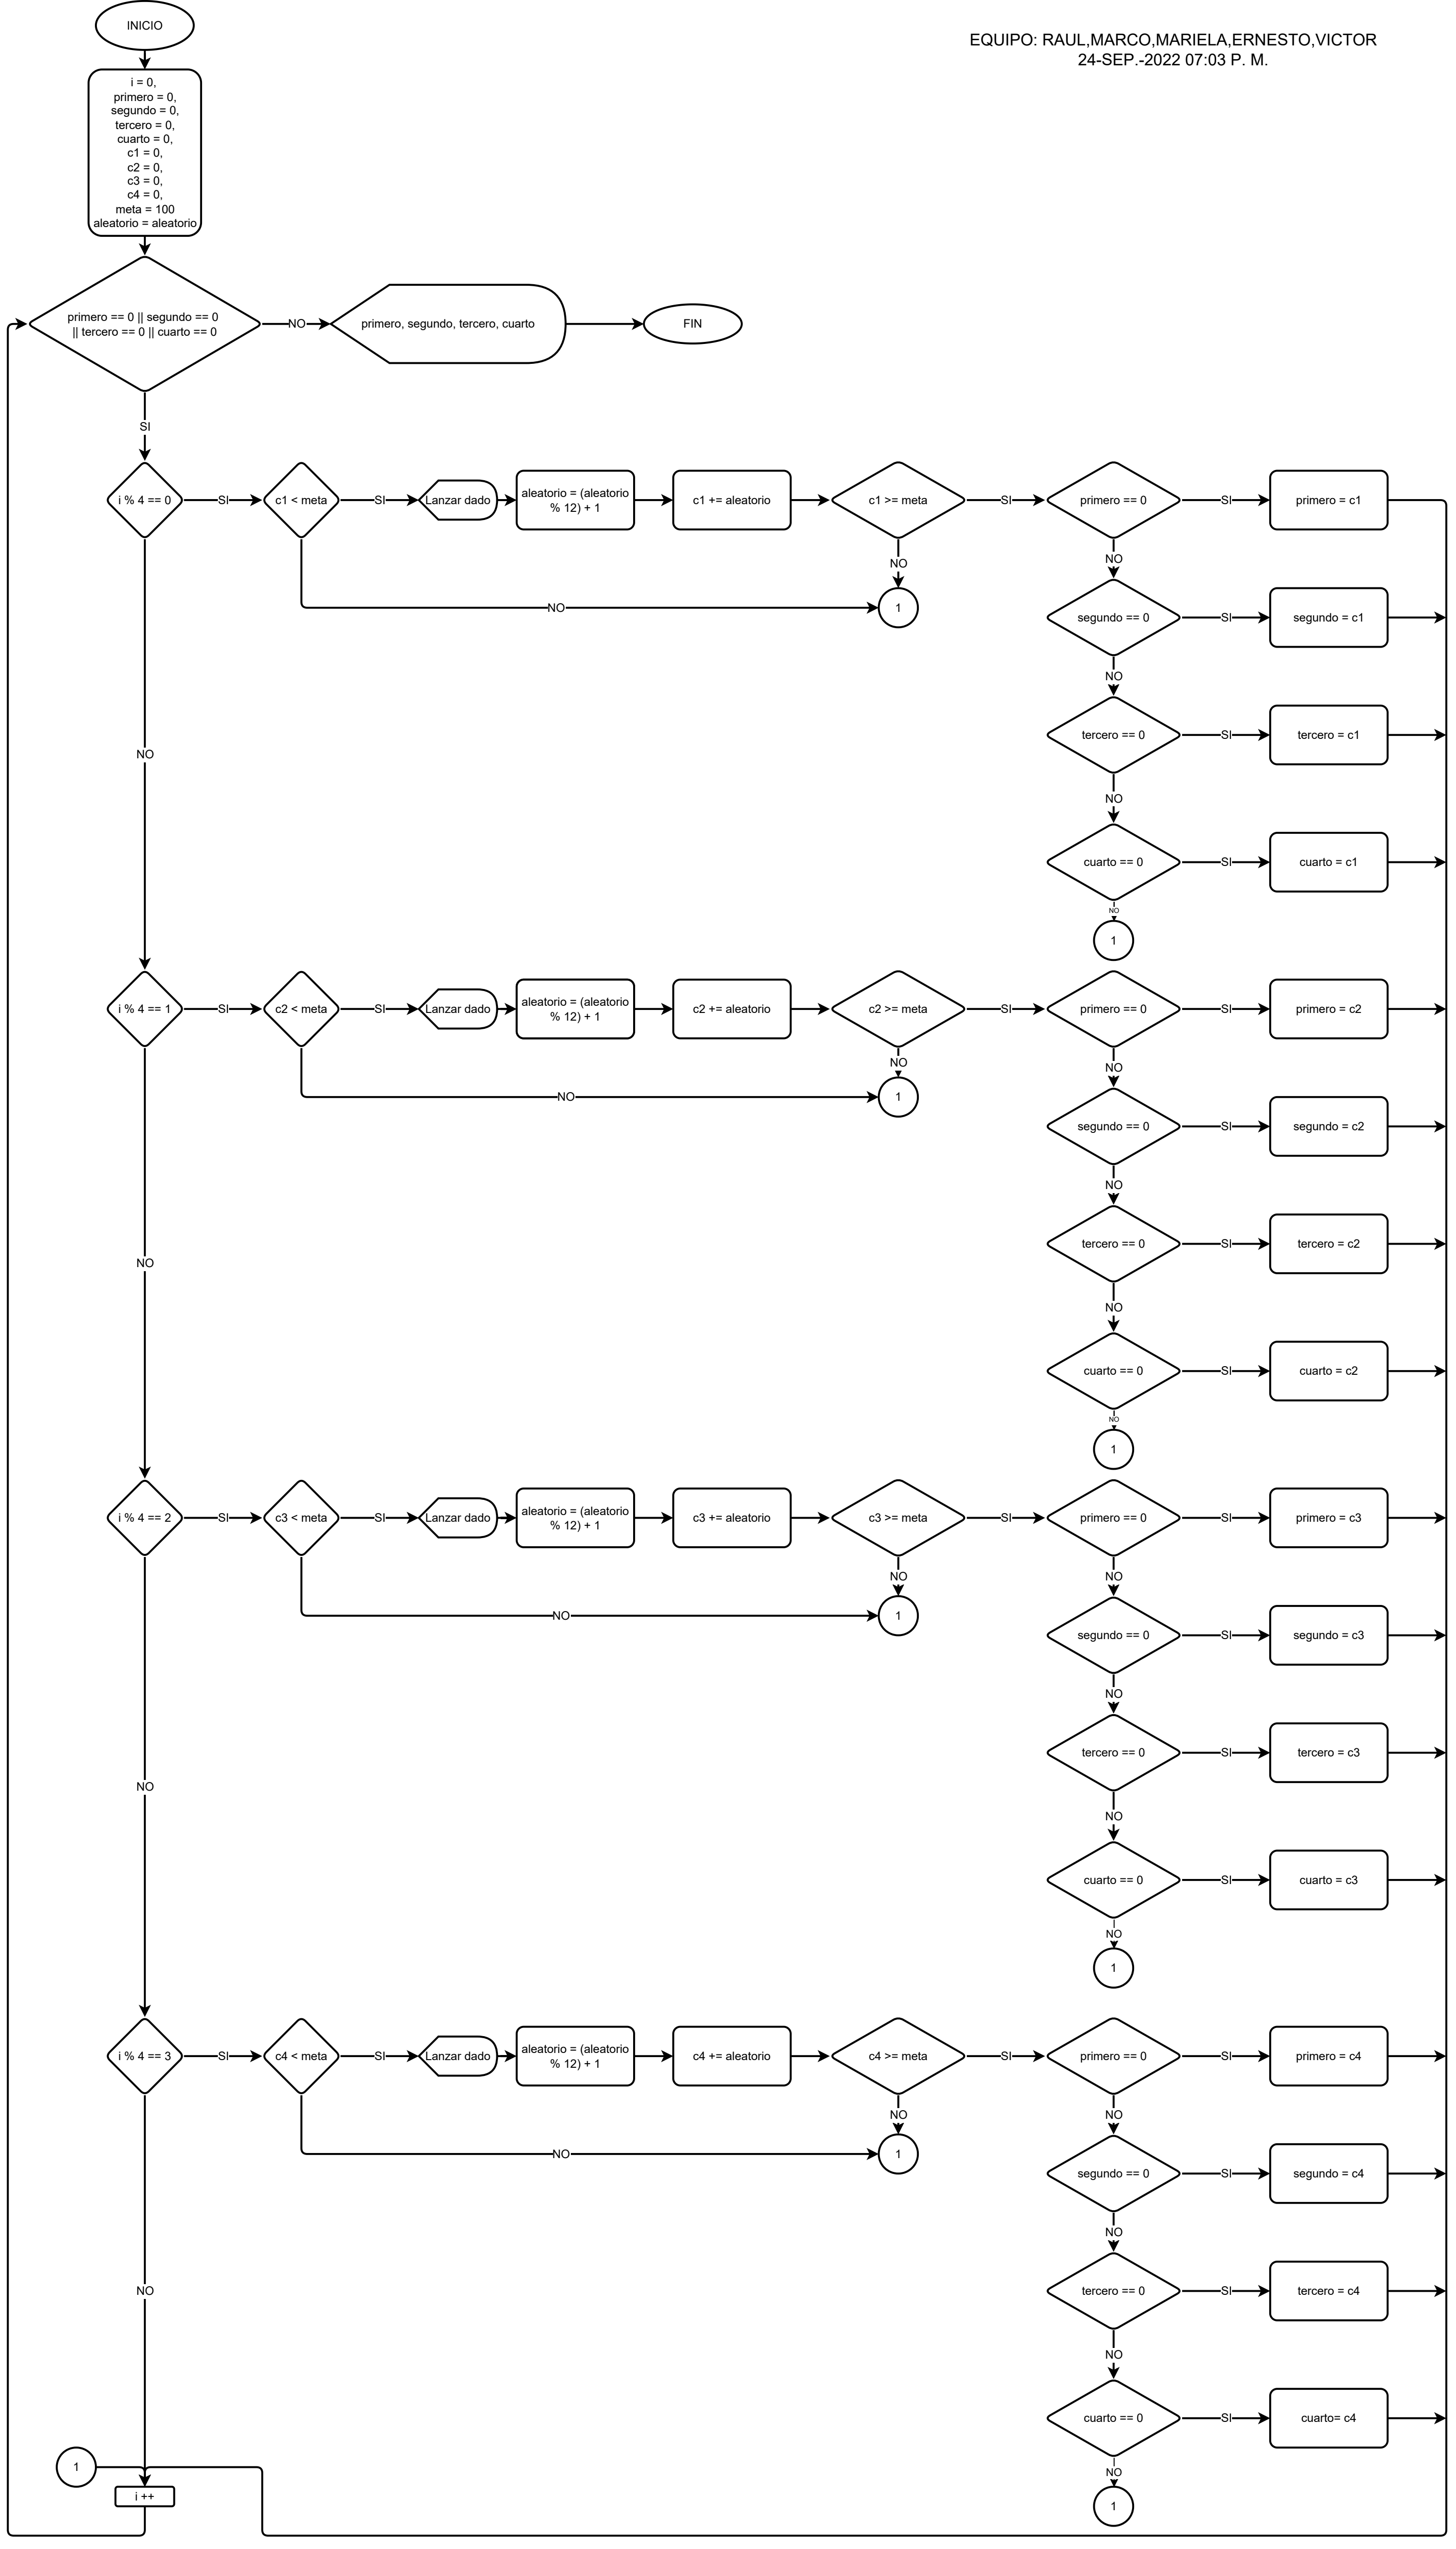 INICIO
EQUIPO: RAUL,MARCO,MARIELA,ERNESTO,VICTOR
24-SEP.-2022 07:03 P. M.
i = 0,
primero = 0,
segundo = 0,
tercero = 0,
cuarto = 0,
c1 = 0,
c2 = 0,
c3 = 0,
c4 = 0,
meta = 100
aleatorio = aleatorio
primero == 0 || segundo == 0
|| tercero == 0 || cuarto == 0
NO
primero, segundo, tercero, cuarto
FIN
SI
i % 4 == 0
SI
c1 < meta
SI
Lanzar dado
aleatorio = (aleatorio
% 12) + 1
c1 += aleatorio
c1 >= meta
SI
primero == 0
SI
primero = c1
NO
NO
NO
1
segundo == 0
SI
segundo = c1
NO
tercero == 0
SI
tercero = c1
NO
NO
cuarto == 0
SI
cuarto = c1
NO
1
i % 4 == 1
SI
c2 < meta
SI
Lanzar dado
aleatorio = (aleatorio
% 12) + 1
c2 += aleatorio
c2 >= meta
SI
primero == 0
SI
primero = c2
NO
NO
NO
1
segundo == 0
SI
segundo = c2
NO
tercero == 0
SI
tercero = c2
NO
NO
cuarto == 0
SI
cuarto = c2
NO
1
i % 4 == 2
SI
c3 < meta
SI
Lanzar dado
aleatorio = (aleatorio
% 12) + 1
c3 += aleatorio
c3 >= meta
SI
primero == 0
SI
primero = c3
NO
NO
NO
1
segundo == 0
SI
segundo = c3
NO
tercero == 0
SI
tercero = c3
NO
NO
cuarto == 0
SI
cuarto = c3
NO
1
i % 4 == 3
SI
c4 < meta
SI
Lanzar dado
aleatorio = (aleatorio
% 12) + 1
c4 += aleatorio
c4 >= meta
SI
primero == 0
SI
primero = c4
NO
NO
NO
1
segundo == 0
SI
segundo = c4
NO
NO
tercero == 0
SI
tercero = c4
NO
cuarto == 0
SI
cuarto= c4
1
NO
i ++
1